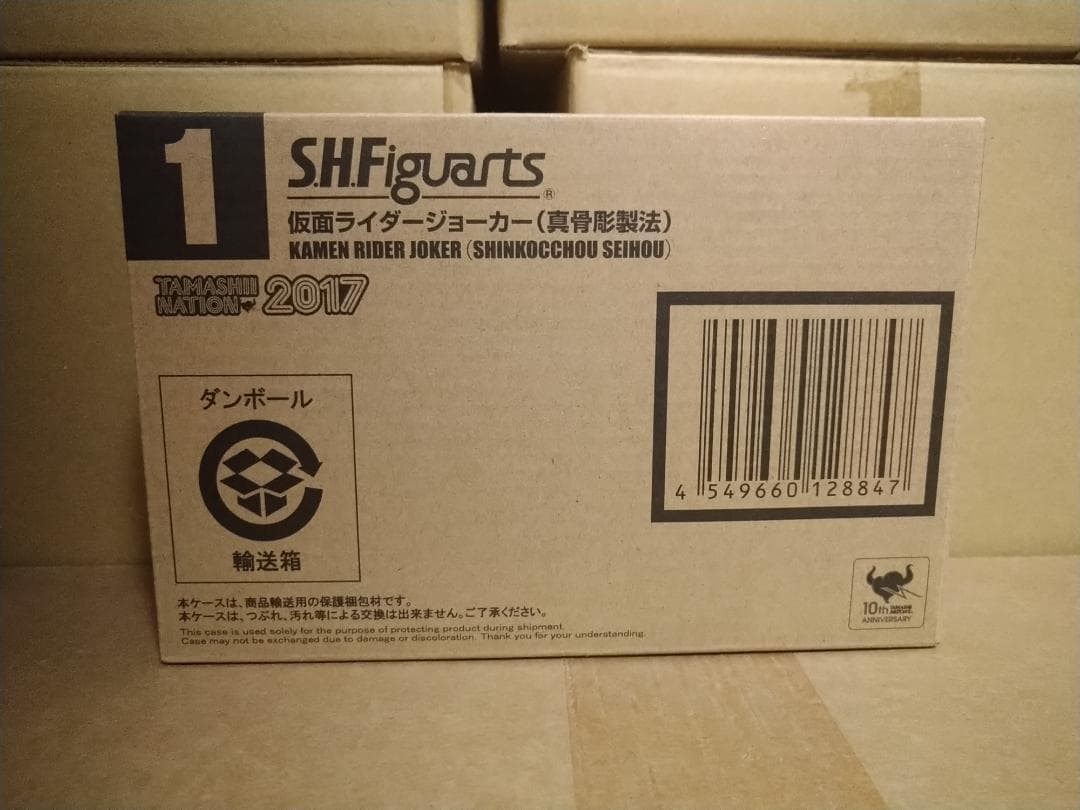 1
S.H.Figuarts®
仮面ライダージョーカー(真骨彫製法)
KAMEN RIDER JOKER (SHINKOCCHOU SEIHOU)
TAMASHII
NATION 2017
ダンボール
輸送箱
4 549660 128847
本ケースは、商品輸送用の保護梱包材です。
本ケースは、つぶれ、汚れ等による交換は出来ません。ご了承ください。
This case is used solely for the purpose of protecting product during shipment.
Case may not be exchanged due to damage or discoloration. Thank you for your understanding.
10th TAMASHII NATIONS
ANNIVERSARY